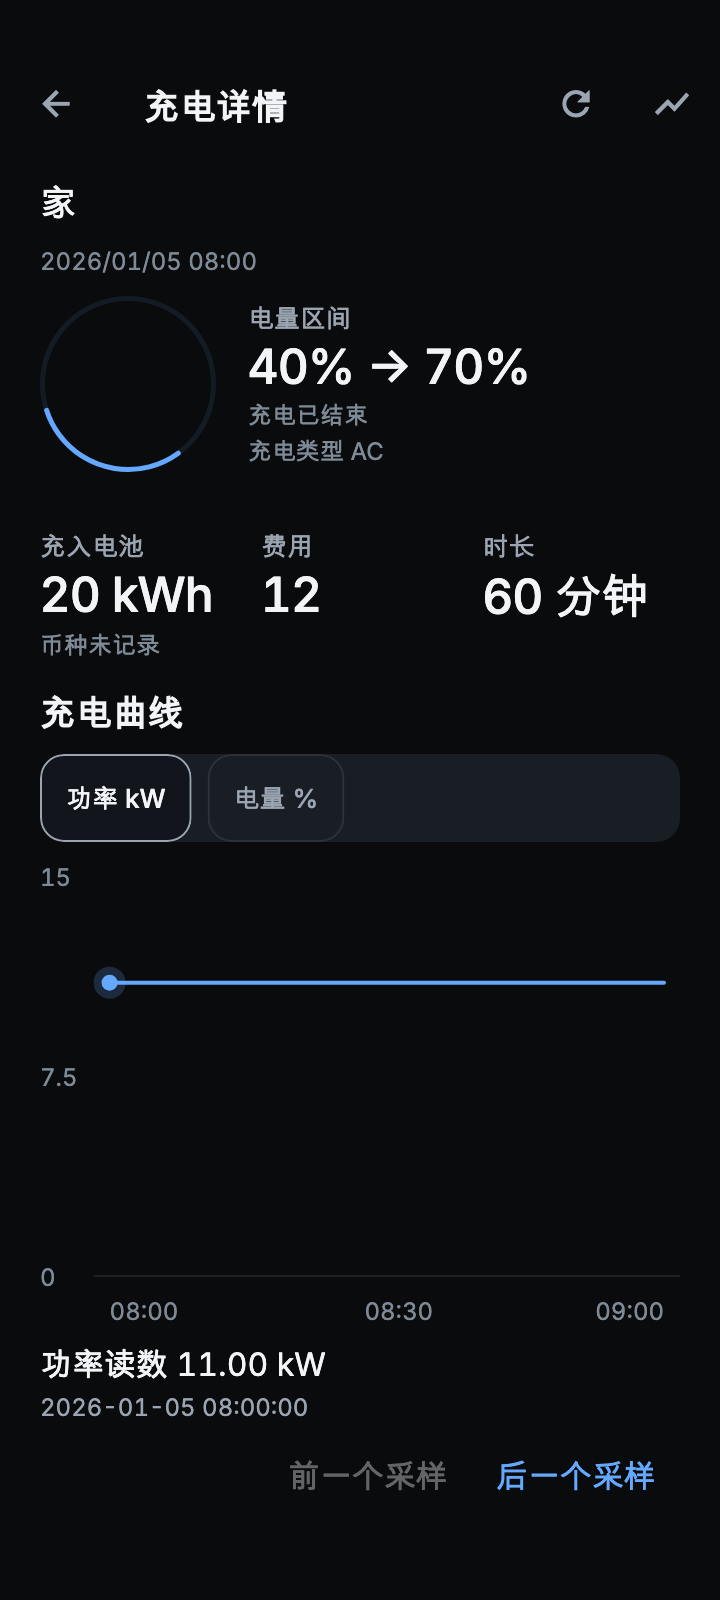 充电详情
家
2026/01/05 08:00
电量区间
40% → 70%
充电已结束
充电类型 AC
充入电池 费用 时长
20 kWh 12 60 分钟
币种未记录
充电曲线
功率 kW 电量 %
15
7.5
0
08:00 08:30 09:00
功率读数 11.00 kW
2026-01-05 08:00:00
前一个采样 后一个采样